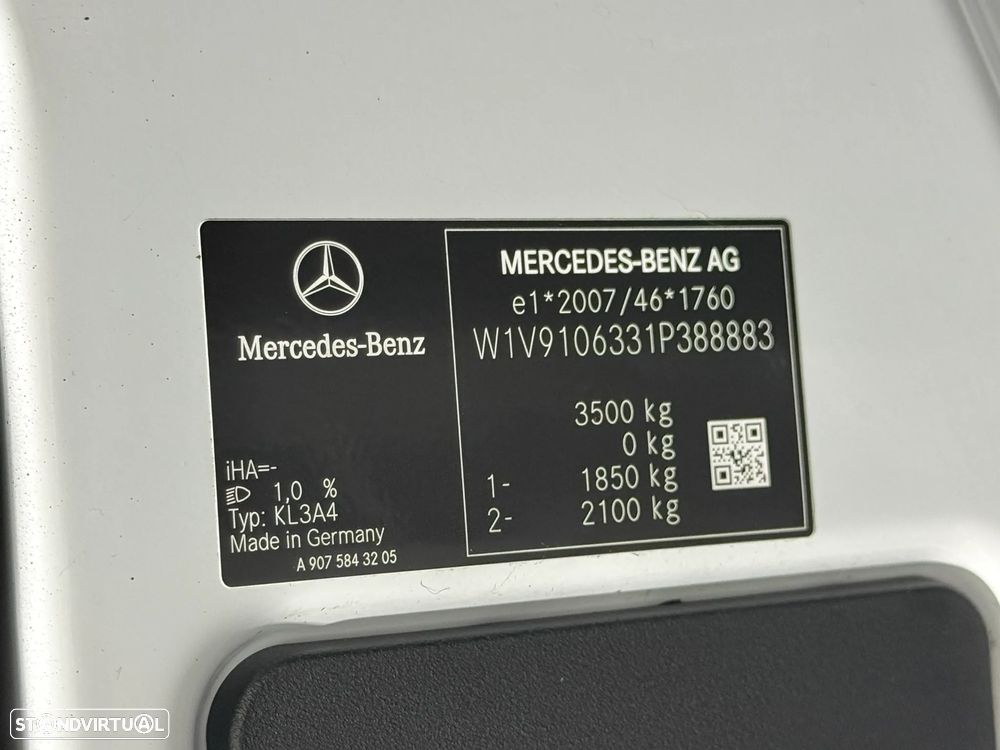 Mercedes-Benz
iHA=-
1,0 %
Typ: KL3A4
Made in Germany
A 907 584 32 05
MERCEDES-BENZ AG
e1*2007/46*1760
W1V9106331P388883
3500 kg
0 kg
1- 1850 kg
2- 2100 kg
STANDVIRTUAL